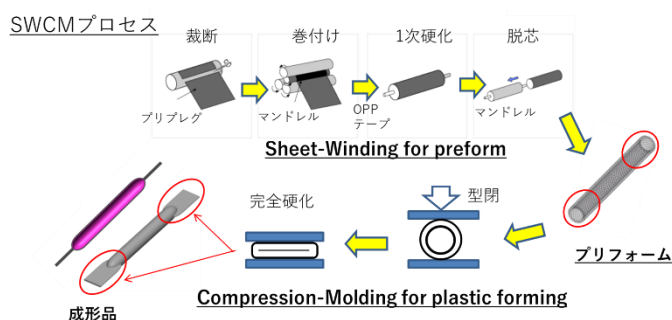 SWCMプロセス
裁断
巻付け
1次硬化
脱芯
プリプレグ
マンドレル
OPP
テープ
マンドレル
Sheet-Winding for preform
完全硬化
型閉
プリフォーム
Compression-Molding for plastic forming
成形品